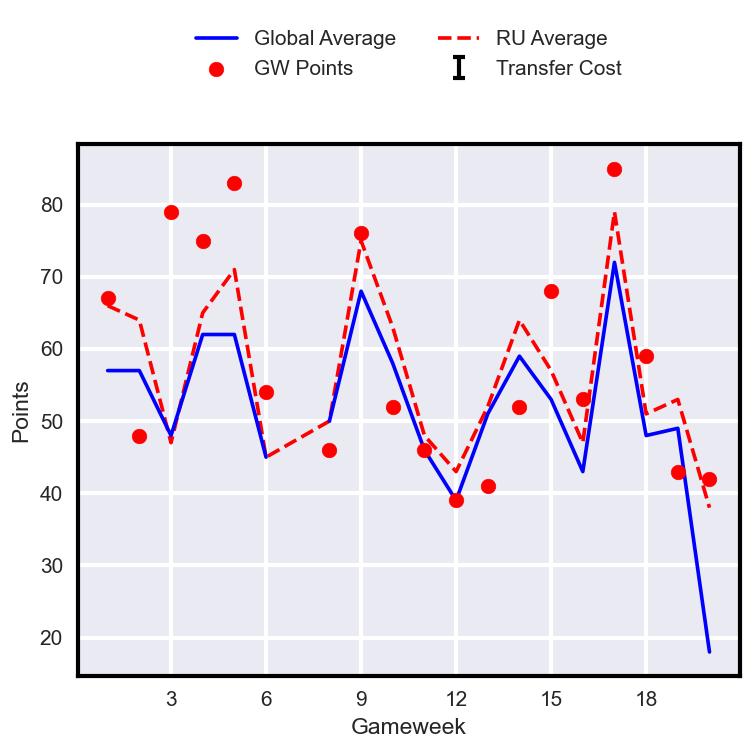 Global Average
RU Average
GW Points
Transfer Cost
80
70
60
50
40
30
20
Points
3 6 9 12 15 18
Gameweek